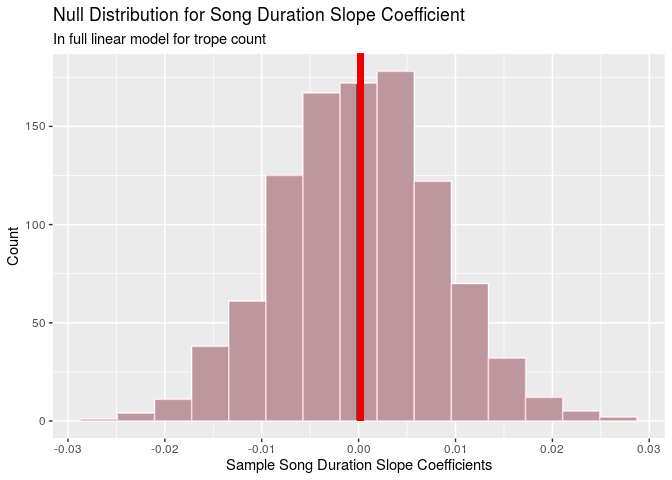 Null Distribution for Song Duration Slope Coefficient
In full linear model for trope count
150
100
50
0
Count
-0.03 -0.02 -0.01 0.00 0.01 0.02 0.03
Sample Song Duration Slope Coefficients